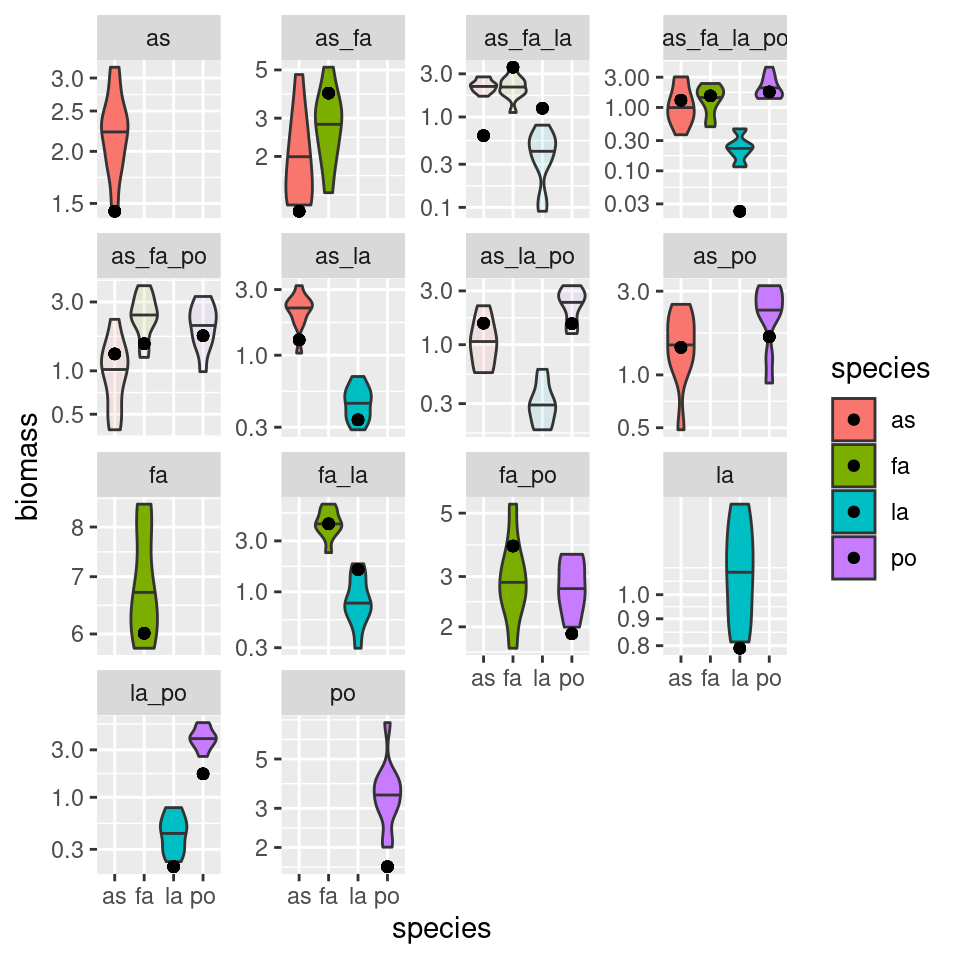 as
3.0
2.5
2.0
1.5
as_fa
5
3
2
as_fa_la
3.0
1.0
0.3
0.1
as_fa_la_po
3.00
1.00
0.30
0.10
0.03
as_fa_po
3.0
1.0
0.5
as_la
3.0
1.0
0.3
as_la_po
3.0
1.0
0.3
as_po
3.0
1.0
0.5
fa
8
7
6
fa_la
3.0
1.0
0.3
fa_po
5
3
2
as fa la po
la
1.0
0.9
0.8
as fa la po
la_po
3.0
1.0
0.3
as fa la po
po
5
3
2
as fa la po
species
biomass
species
as
fa
la
po